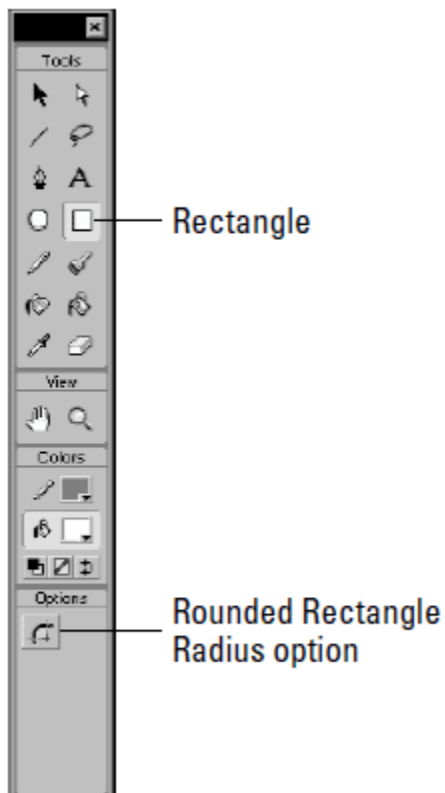 Tools
A
Rectangle
View
Colors
Options
Rounded Rectangle
Radius option